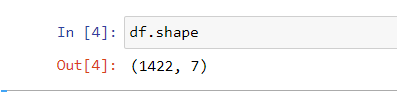 In [4]: df.shape
Out[4]: (1422, 7)